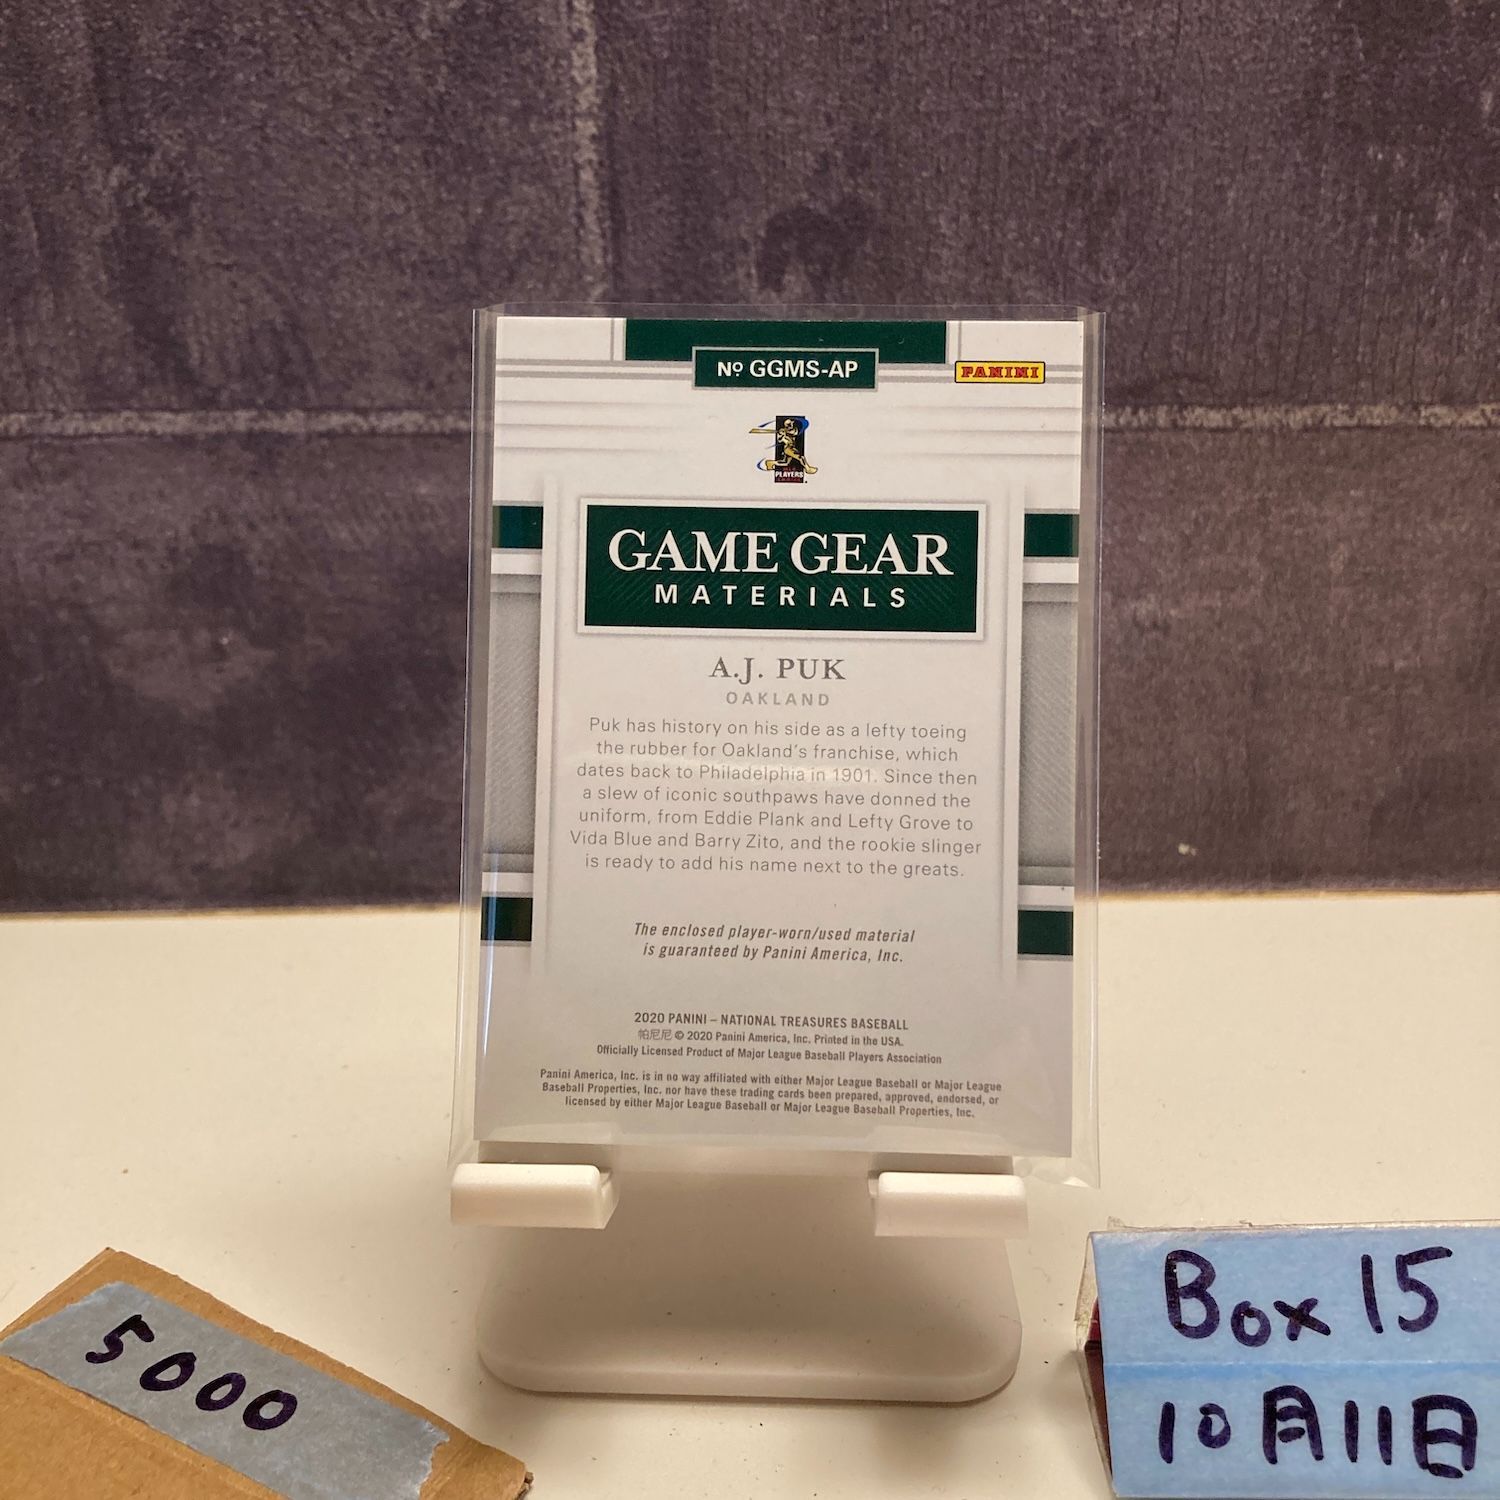 Nº GGMS-AP
PANINI
PLAYERS
GAME GEAR
MATERIALS
A.J. PUK
OAKLAND
Puk has history on his side as a lefty toeing
the rubber for Oakland's franchise, which
dates back to Philadelphia in 1901. Since then
a slew of iconic southpaws have donned the
uniform, from Eddie Plank and Lefty Grove to
Vida Blue and Barry Zito, and the rookie slinger
is ready to add his name next to the greats.
The enclosed player-worn/used material
is guaranteed by Panini America, Inc.
2020 PANINI – NATIONAL TREASURES BASEBALL
帕尼尼 © 2020 Panini America, Inc. Printed in the USA.
Officially Licensed Product of Major League Baseball Players Association
Panini America, Inc. is in no way affiliated with either Major League Baseball or Major League
Baseball Properties, Inc. nor have these trading cards been prepared, approved, endorsed, or
licensed by either Major League Baseball or Major League Baseball Properties, Inc.
5000
Box 15
10月11日